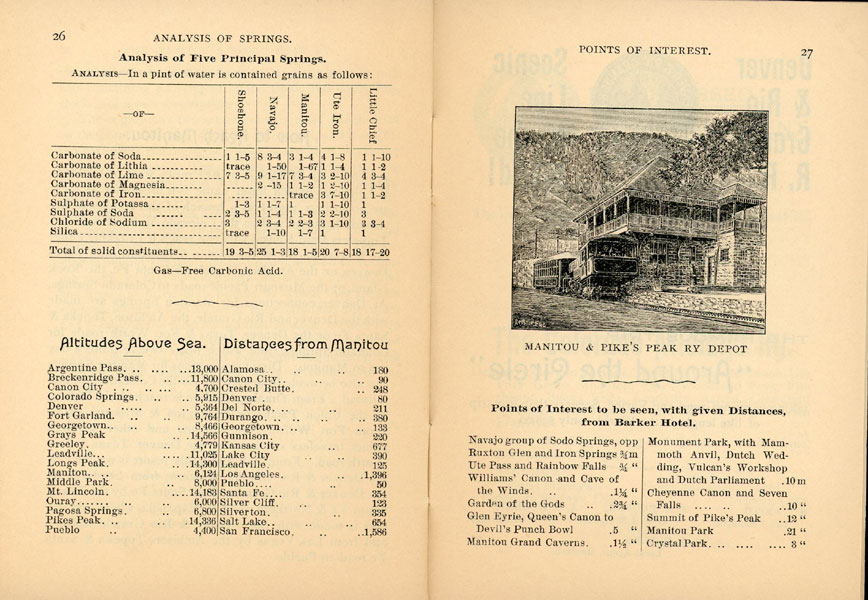 26
ANALYSIS OF SPRINGS.
Analysis of Five Principal Springs.
ANALYSIS—In a pint of water is contained grains as follows:
—OF— Shoshone. Navajo. Manitou. Ute Iron. Little Chief
Carbonate of Soda 1 1-5 8 3-4 3 1-4 4 1-8 1 1-10
Carbonate of Lithia trace 1-50 1-67 1 1-4 1 1-2
Carbonate of Lime 7 3-5 9 1-17 7 3-4 3 2-10 4 3-4
Carbonate of Magnesia 2 -15 1 1-2 1 2-10 1 1-4
Carbonate of Iron trace 3 7-10 1 1-2
Sulphate of Potassa 1-3 1 1-7 1 1 1-10 1
Sulphate of Soda 2 3-5 1 1-4 1 1-3 2 2-10 3
Chloride of Sodium 3 2 3-4 2 2-3 3 1-10 3 3-4
Silica trace 1-10 1-7 1 1
Total of solid constituents 19 3-5 25 1-3 18 1-5 20 7-8 18 17-20
Gas—Free Carbonic Acid.
Altitudes Above Sea.
Argentine Pass. .. .... ...13,000
Breckenridge Pass. .. ..11,800
Canon City .. .. .. 4,700
Colorado Springs. .. .. 5,915
Denver .. .. .. 5,364
Fort Garland. .. .. 9,764
Georgetown.. .. .. 8,466
Grays Peak .. .14,566
Greeley. .. .. 4,779
Leadville... .. ..11,025
Longs Peak. .. .14,300
Manitou.. .. .. 6,124
Middle Park. .. 8,000
Mt. Lincoln. .. ....14,183
Ouray....... .. ..6,000
Pagosa Springs. .. 6,800
Pikes Peak. .. ..14,336
Pueblo .. .. 4,400
Distances from Manitou
Alamosa .. .. 180
Canon City.. .. 90
Crested Butte. .. 248
Denver .. .. 80
Del Norte. .. .. 211
Durango. .. .. 380
Georgetown. .. 133
Gunnison. .. 220
Kansas City .. 677
Lake City .. 390
Leadville. .. 125
Los Angeles. ..1,396
Pueblo.... .. 50
Santa Fe.... .. 354
Silver Cliff. .. 123
Silverton. .. 335
Salt Lake.. .. 654
San Francisco. .. ..1,586
POINTS OF INTEREST.
27
MANITOU & PIKE'S PEAK RY DEPOT
Points of Interest to be seen, with given Distances,
from Barker Hotel.
Navajo group of Sodo Springs, opp
Ruxton Glen and Iron Springs ¾m
Ute Pass and Rainbow Falls ¾ "
Williams' Canon and Cave of
the Winds. .. .1¼ "
Garden of the Gods .. .2¾ "
Glen Eyrie, Queen's Canon to
Devil's Punch Bowl .5 "
Manitou Grand Caverns. .1½ "
Monument Park, with Mam-
moth Anvil, Dutch Wed-
ding, Vulcan's Workshop
and Dutch Parliament .10 m
Cheyenne Canon and Seven
Falls .... .. ..10 "
Summit of Pike's Peak ..12 "
Manitou Park .21 "
Crystal Park. .. .... .... 3 "